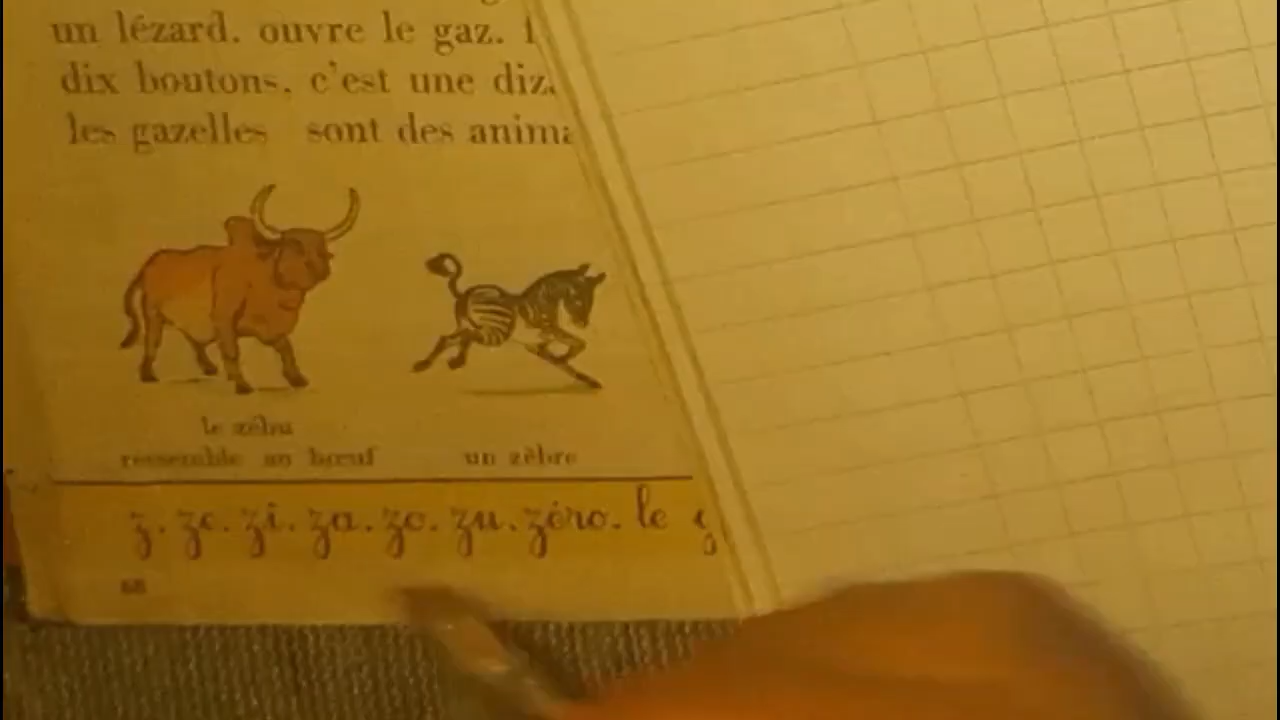 un lézard. ouvre le gaz.
dix boutons. c'est une diz
les gazelles sont des anima
le zébu
ressemble au bœuf
un zèbre
z. ze. zi. za. zo. zu. zéro. le g
68